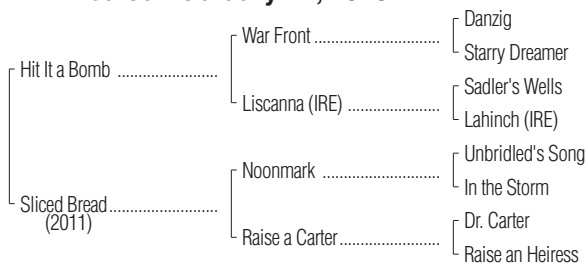 Hit It a Bomb ........................
War Front ............................
Danzig
Starry Dreamer
Liscanna (IRE) ......................
Sadler's Wells
Lahinch (IRE)
Sliced Bread..........................
(2011)
Noonmark ..........................
Unbridled's Song
In the Storm
Raise a Carter.......................
Dr. Carter
Raise an Heiress